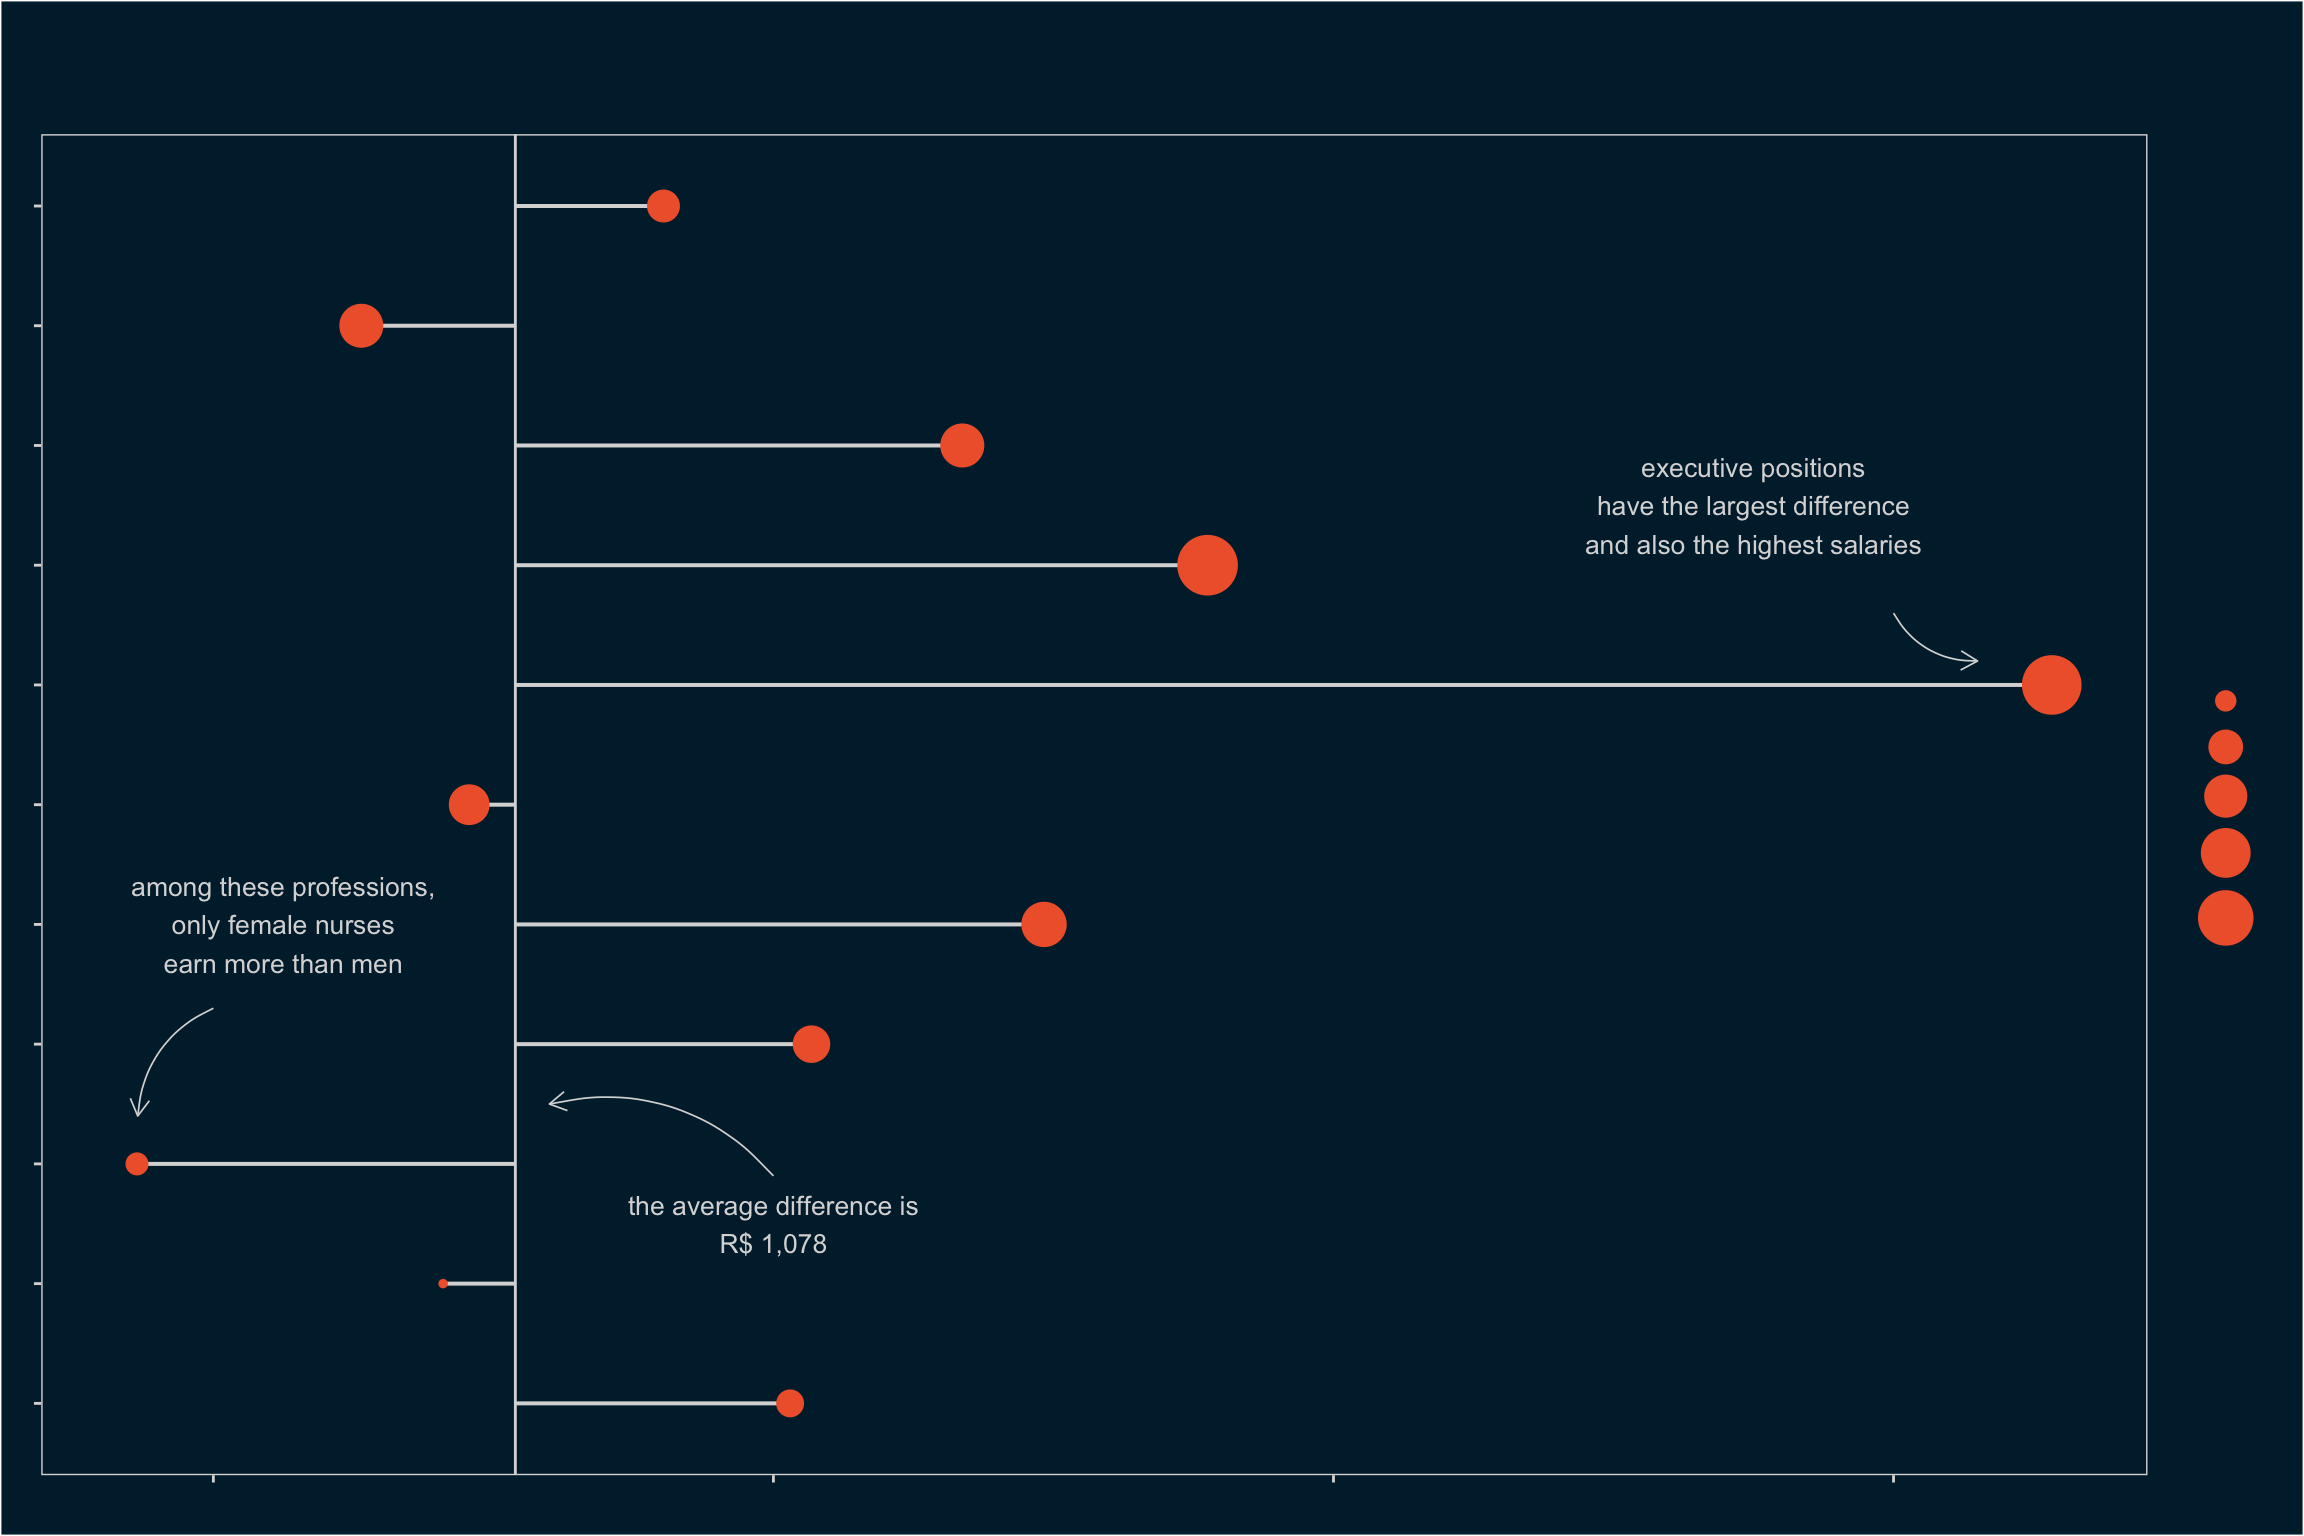 executive positions
have the largest difference
and also the highest salaries
among these professions,
only female nurses
earn more than men
the average difference is
R$ 1,078